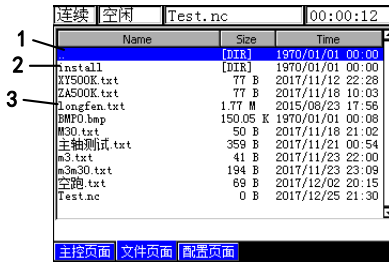 连续 空闲 Test.nc 00:00:12
Name Size Time
1 .. [DIR] 1970/01/01 00:00
2 install [DIR] 1970/01/01 00:00
XY500K.txt 77 B 2017/11/12 22:28
ZA500K.txt 77 B 2017/11/18 10:03
3 longfen.txt 1.77 M 2015/08/23 17:56
BMP0.bmp 150.05 K 1970/01/01 00:08
M30.txt 50 B 2017/11/18 21:02
主轴测试.txt 359 B 2017/11/21 00:54
m3.txt 41 B 2017/11/23 22:00
m3m30.txt 194 B 2017/11/23 23:09
空跑.txt 69 B 2017/12/02 20:15
Test.nc 0 B 2017/12/25 21:30
主控页面 文件页面 配置页面